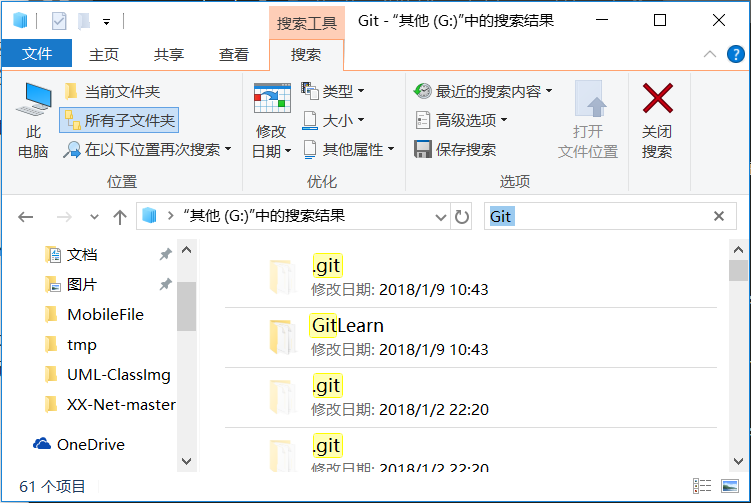 搜索工具
Git - “其他 (G:)”中的搜索结果
文件 主页 共享 查看 搜索
此电脑
当前文件夹
所有子文件夹
在以下位置再次搜索
位置
修改日期
类型
大小
其他属性
优化
最近的搜索内容
高级选项
保存搜索
打开文件位置
选项
关闭搜索
“其他 (G:)”中的搜索结果
Git
文档
图片
MobileFile
tmp
UML-ClassImg
XX-Net-master
OneDrive
.git
修改日期: 2018/1/9 10:43
GitLearn
修改日期: 2018/1/9 10:43
.git
修改日期: 2018/1/2 22:20
.git
修改日期: 2018/1/2 22:20
61 个项目